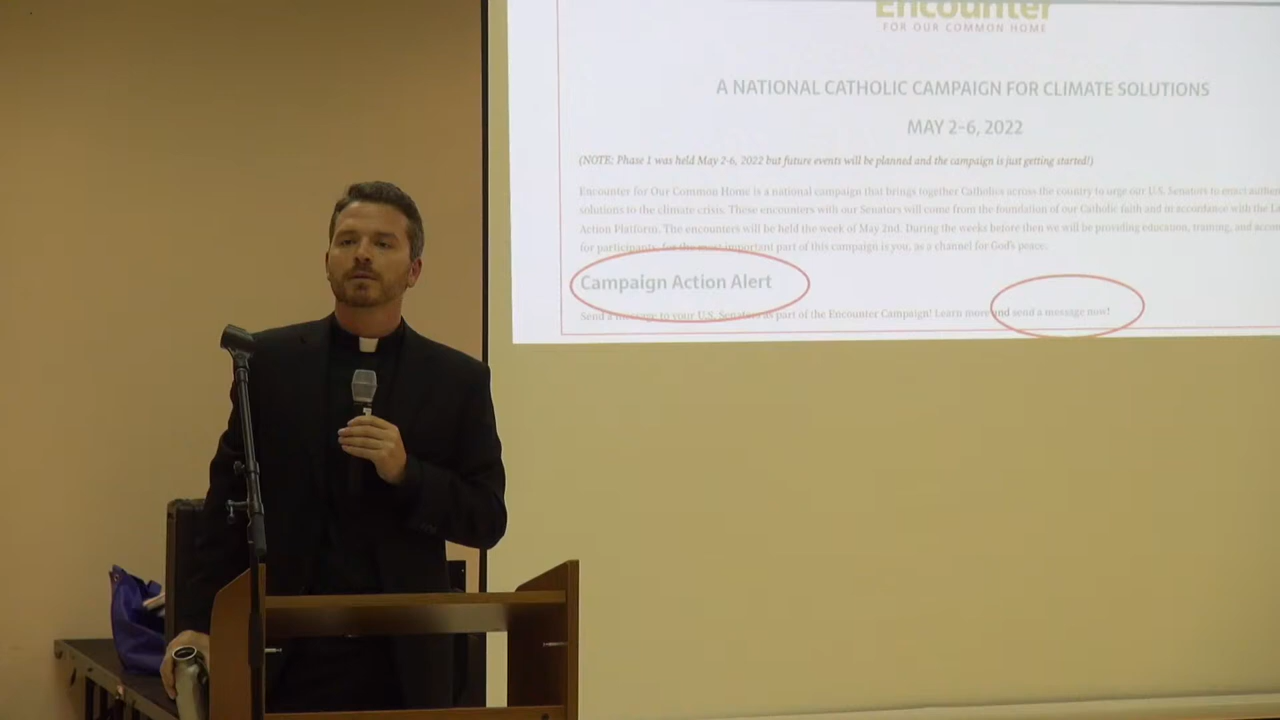 Encounter
FOR OUR COMMON HOME
A NATIONAL CATHOLIC CAMPAIGN FOR CLIMATE SOLUTIONS
MAY 2-6, 2022
(NOTE: Phase 1 was held May 2-6, 2022 but future events will be planned and the campaign is just getting started!)
Encounter for Our Common Home is a national campaign that brings together Catholics across the country to urge our U.S. Senators to enact
solutions to the climate crisis. These encounters with our Senators will come from the foundation of our Catholic faith and in accordance with the
Action Platform. The encounters will be held the week of May 2nd. During the weeks before then we will be providing education, training, and
for participants, for the most important part of this campaign is you, as a channel for God's peace.
Campaign Action Alert
Send a message to your U.S. Senators as part of the Encounter Campaign! Learn more and send a message now!